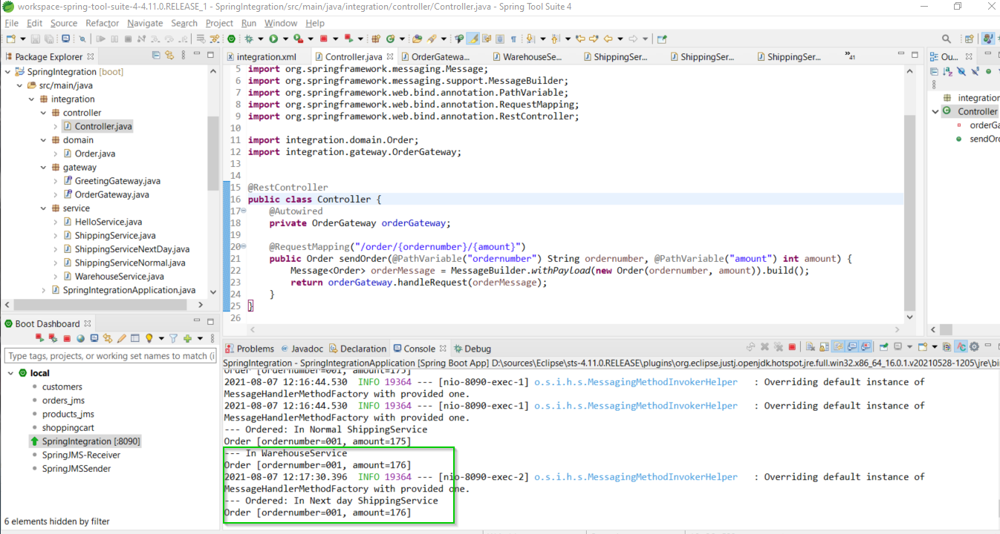 workspace-spring-tool-suite-4-4.11.0.RELEASE_1 - SpringIntegration/src/main/java/integration/controller/Controller.java - Spring Tool Suite 4
File Edit Source Refactor Navigate Search Project Run Window Help
Package Explorer
SpringIntegration [boot]
src/main/java
integration
controller
Controller.java
domain
Order.java
gateway
GreetingGateway.java
OrderGateway.java
service
HelloService.java
ShippingService.java
ShippingServiceNextDay.java
ShippingServiceNormal.java
WarehouseService.java
SpringIntegrationApplication.java
integration.xml Controller.java OrderGatewa... WarehouseSe... ShippingSer... ShippingSer... ShippingSer... »41
5 import org.springframework.messaging.Message;
6 import org.springframework.messaging.support.MessageBuilder;
7 import org.springframework.web.bind.annotation.PathVariable;
8 import org.springframework.web.bind.annotation.RequestMapping;
9 import org.springframework.web.bind.annotation.RestController;
10
11 import integration.domain.Order;
12 import integration.gateway.OrderGateway;
13
14
15 @RestController
16 public class Controller {
17 @Autowired
18 private OrderGateway orderGateway;
19
20 @RequestMapping("/order/{ordernumber}/{amount}")
21 public Order sendOrder(@PathVariable("ordernumber") String ordernumber, @PathVariable("amount") int amount) {
22 Message<Order> orderMessage = MessageBuilder.withPayload(new Order(ordernumber, amount)).build();
23 return orderGateway.handleRequest(orderMessage);
24 }
25 }
26
Ou...
integration
Controller
orderGa
sendOr
Boot Dashboard
Type tags, projects, or working set names to match (i
local
customers
orders_jms
products_jms
shoppingcart
SpringIntegration [:8090]
SpringJMS-Receiver
SpringJMSSender
6 elements hidden by filter
Problems Javadoc Declaration Console Debug
SpringIntegration - SpringIntegrationApplication [Spring Boot App] D:\sources\Eclipse\sts-4.11.0.RELEASE\plugins\org.eclipse.justj.openjdk.hotspot.jre.full.win32.x86_64_16.0.1.v20210528-1205\jre\bi
Order [ordernumber=001, amount=175]
2021-08-07 12:16:44.530 INFO 19364 --- [nio-8090-exec-1] o.s.i.h.s.MessagingMethodInvokerHelper : Overriding default instance of
MessageHandlerMethodFactory with provided one.
2021-08-07 12:16:44.530 INFO 19364 --- [nio-8090-exec-1] o.s.i.h.s.MessagingMethodInvokerHelper : Overriding default instance of
MessageHandlerMethodFactory with provided one.
--- Ordered: In Normal ShippingService
Order [ordernumber=001, amount=175]
--- In WarehouseService
Order [ordernumber=001, amount=176]
2021-08-07 12:17:30.396 INFO 19364 --- [nio-8090-exec-2] o.s.i.h.s.MessagingMethodInvokerHelper : Overriding default instance of
MessageHandlerMethodFactory with provided one.
--- Ordered: In Next day ShippingService
Order [ordernumber=001, amount=176]